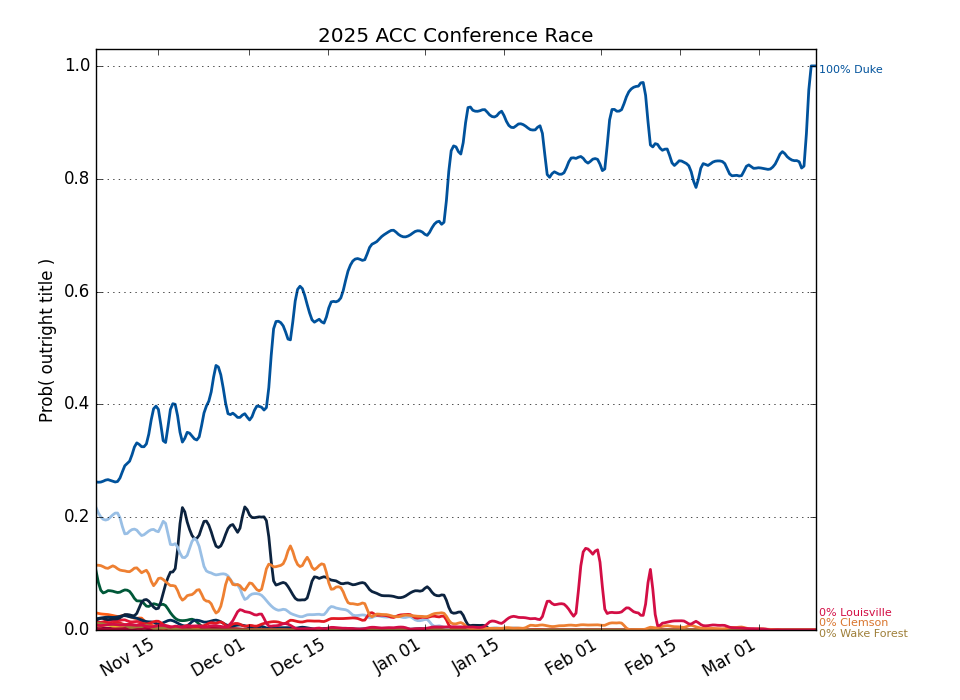 2025 ACC Conference Race
Prob( outright title )
1.0
0.8
0.6
0.4
0.2
0.0
100% Duke
0% Louisville
0% Clemson
0% Wake Forest
Nov 15
Dec 01
Dec 15
Jan 01
Jan 15
Feb 01
Feb 15
Mar 01